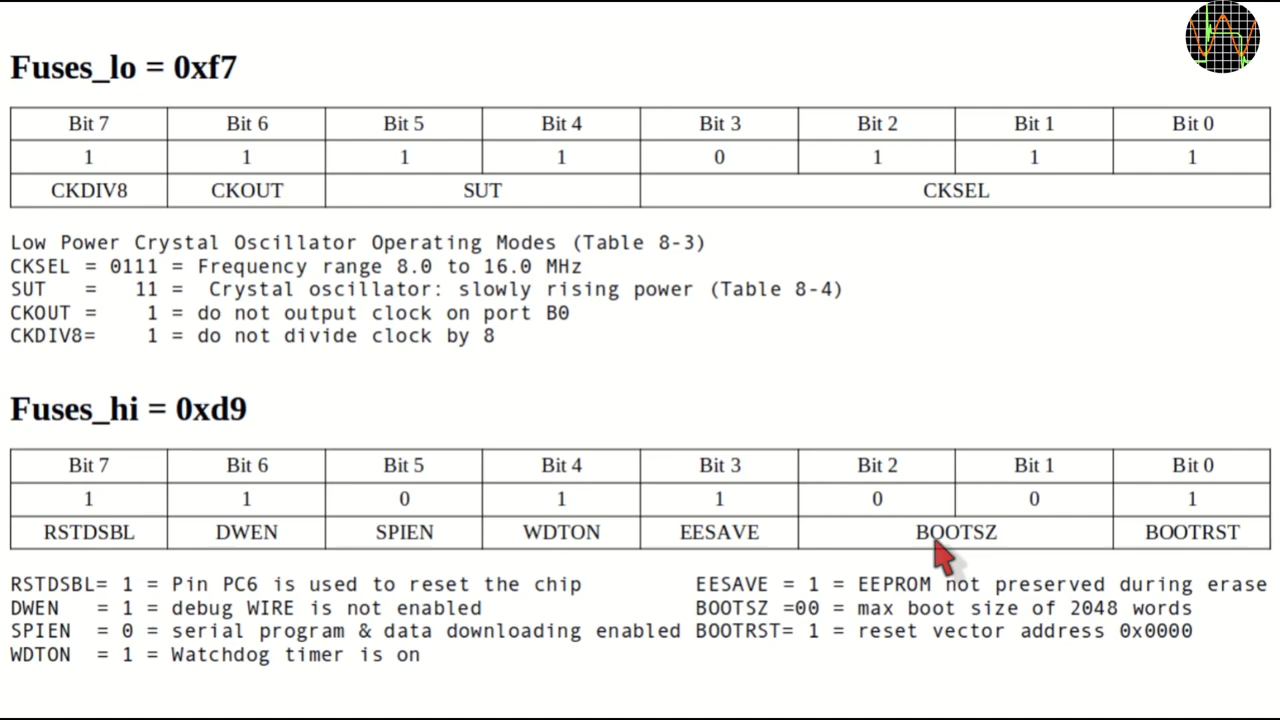 Fuses_lo = 0xf7
Bit 7 Bit 6 Bit 5 Bit 4 Bit 3 Bit 2 Bit 1 Bit 0
1 1 1 1 0 1 1 1
CKDIV8 CKOUT SUT CKSEL
Low Power Crystal Oscillator Operating Modes (Table 8-3)
CKSEL = 0111 = Frequency range 8.0 to 16.0 MHz
SUT = 11 = Crystal oscillator: slowly rising power (Table 8-4)
CKOUT = 1 = do not output clock on port B0
CKDIV8= 1 = do not divide clock by 8
Fuses_hi = 0xd9
Bit 7 Bit 6 Bit 5 Bit 4 Bit 3 Bit 2 Bit 1 Bit 0
1 1 0 1 1 0 0 1
RSTDSBL DWEN SPIEN WDTON EESAVE BOOTSZ BOOTRST
RSTDSBL= 1 = Pin PC6 is used to reset the chip
DWEN = 1 = debug WIRE is not enabled
SPIEN = 0 = serial program & data downloading enabled
WDTON = 1 = Watchdog timer is on
EESAVE = 1 = EEPROM not preserved during erase
BOOTSZ =00 = max boot size of 2048 words
BOOTRST= 1 = reset vector address 0x0000